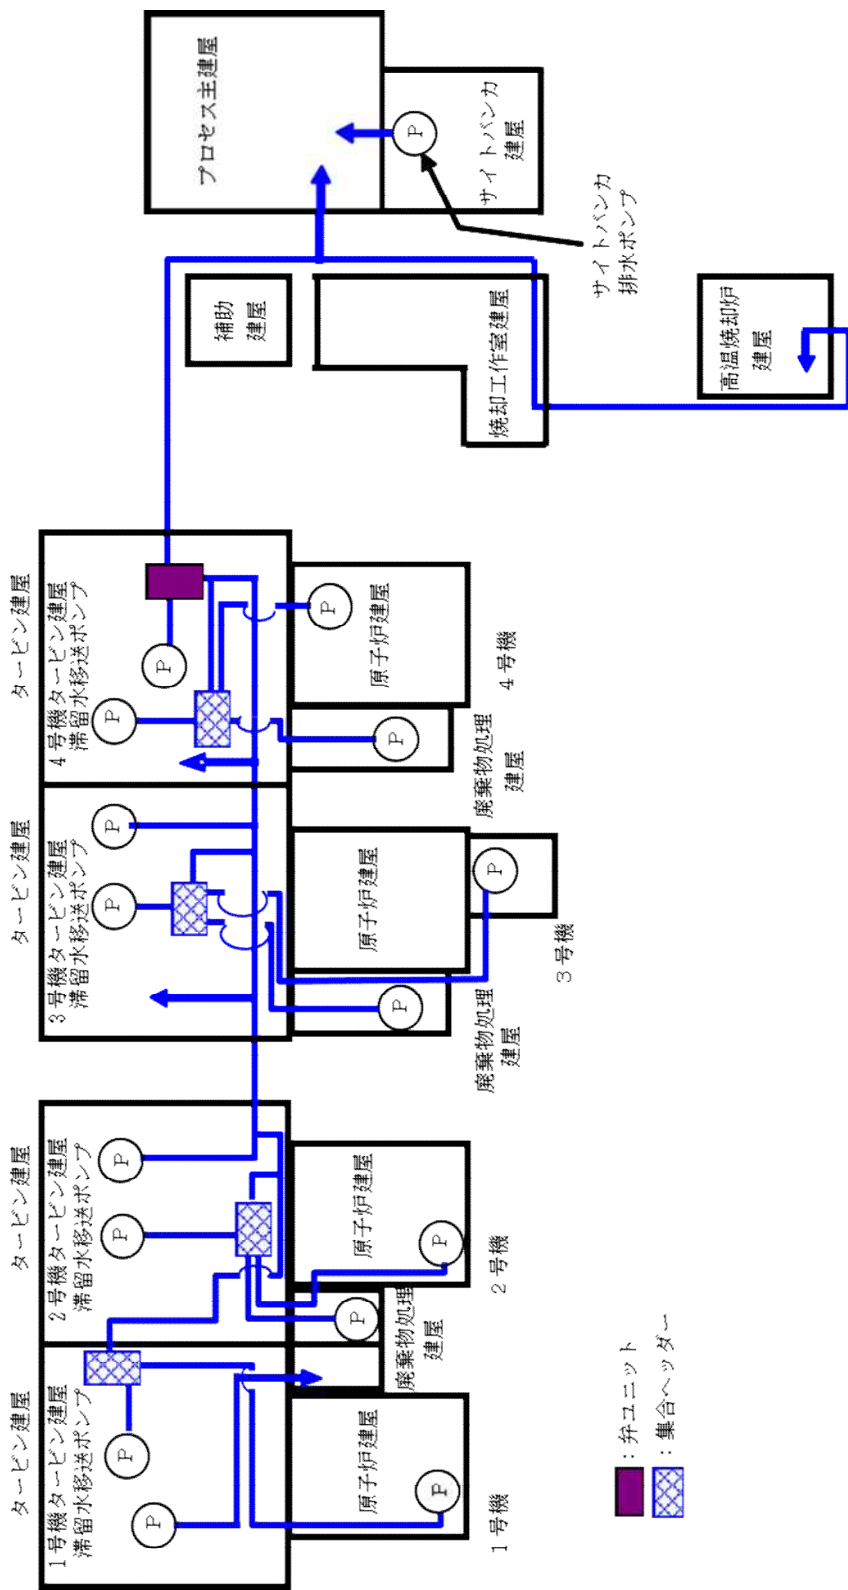 タービン建屋
1号機タービン建屋
滞留水移送ポンプ
P
P
原子炉建屋
P
1号機
タービン建屋
2号機タービン建屋
滞留水移送ポンプ
P
P
廃棄物処理
建屋
P
原子炉建屋
P
2号機
タービン建屋
3号機タービン建屋
滞留水移送ポンプ
P
P
廃棄物処理
建屋
P
原子炉建屋
P
3号機
タービン建屋
4号機タービン建屋
滞留水移送ポンプ
P
P
廃棄物処理
建屋
P
原子炉建屋
P
4号機
補助
建屋
焼却工作室建屋
高温焼却炉
建屋
プロセス主建屋
サイトバンカ
建屋
P
サイトバンカ
排水ポンプ
:弁ユニット
:集合ヘッダー